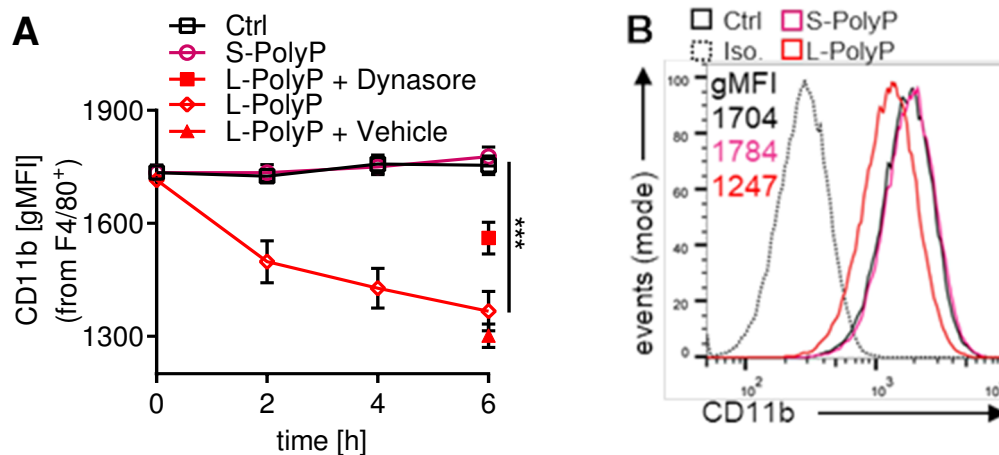 A
Ctrl
S-PolyP
L-PolyP + Dynasore
L-PolyP
L-PolyP + Vehicle
CD11b [gMFI]
(from F4/80⁺)
1900
1600
1300
***
0 2 4 6
time [h]
B
Ctrl S-PolyP
Iso. L-PolyP
events (mode)
gMFI
1704
1784
1247
100
80
60
40
20
0
10² 10³
CD11b